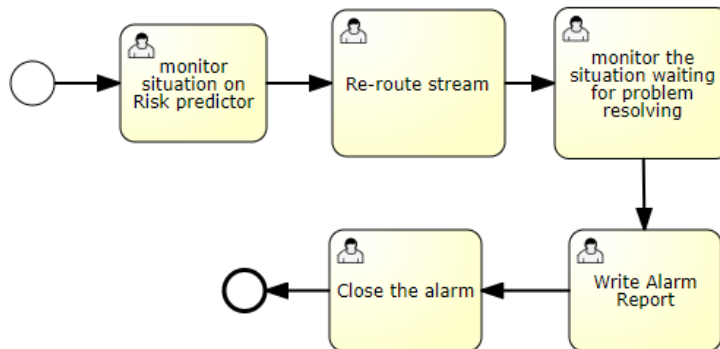 monitor
situation on
Risk predictor
Re-route stream
monitor the
situation waiting
for problem
resolving
Write Alarm
Report
Close the alarm